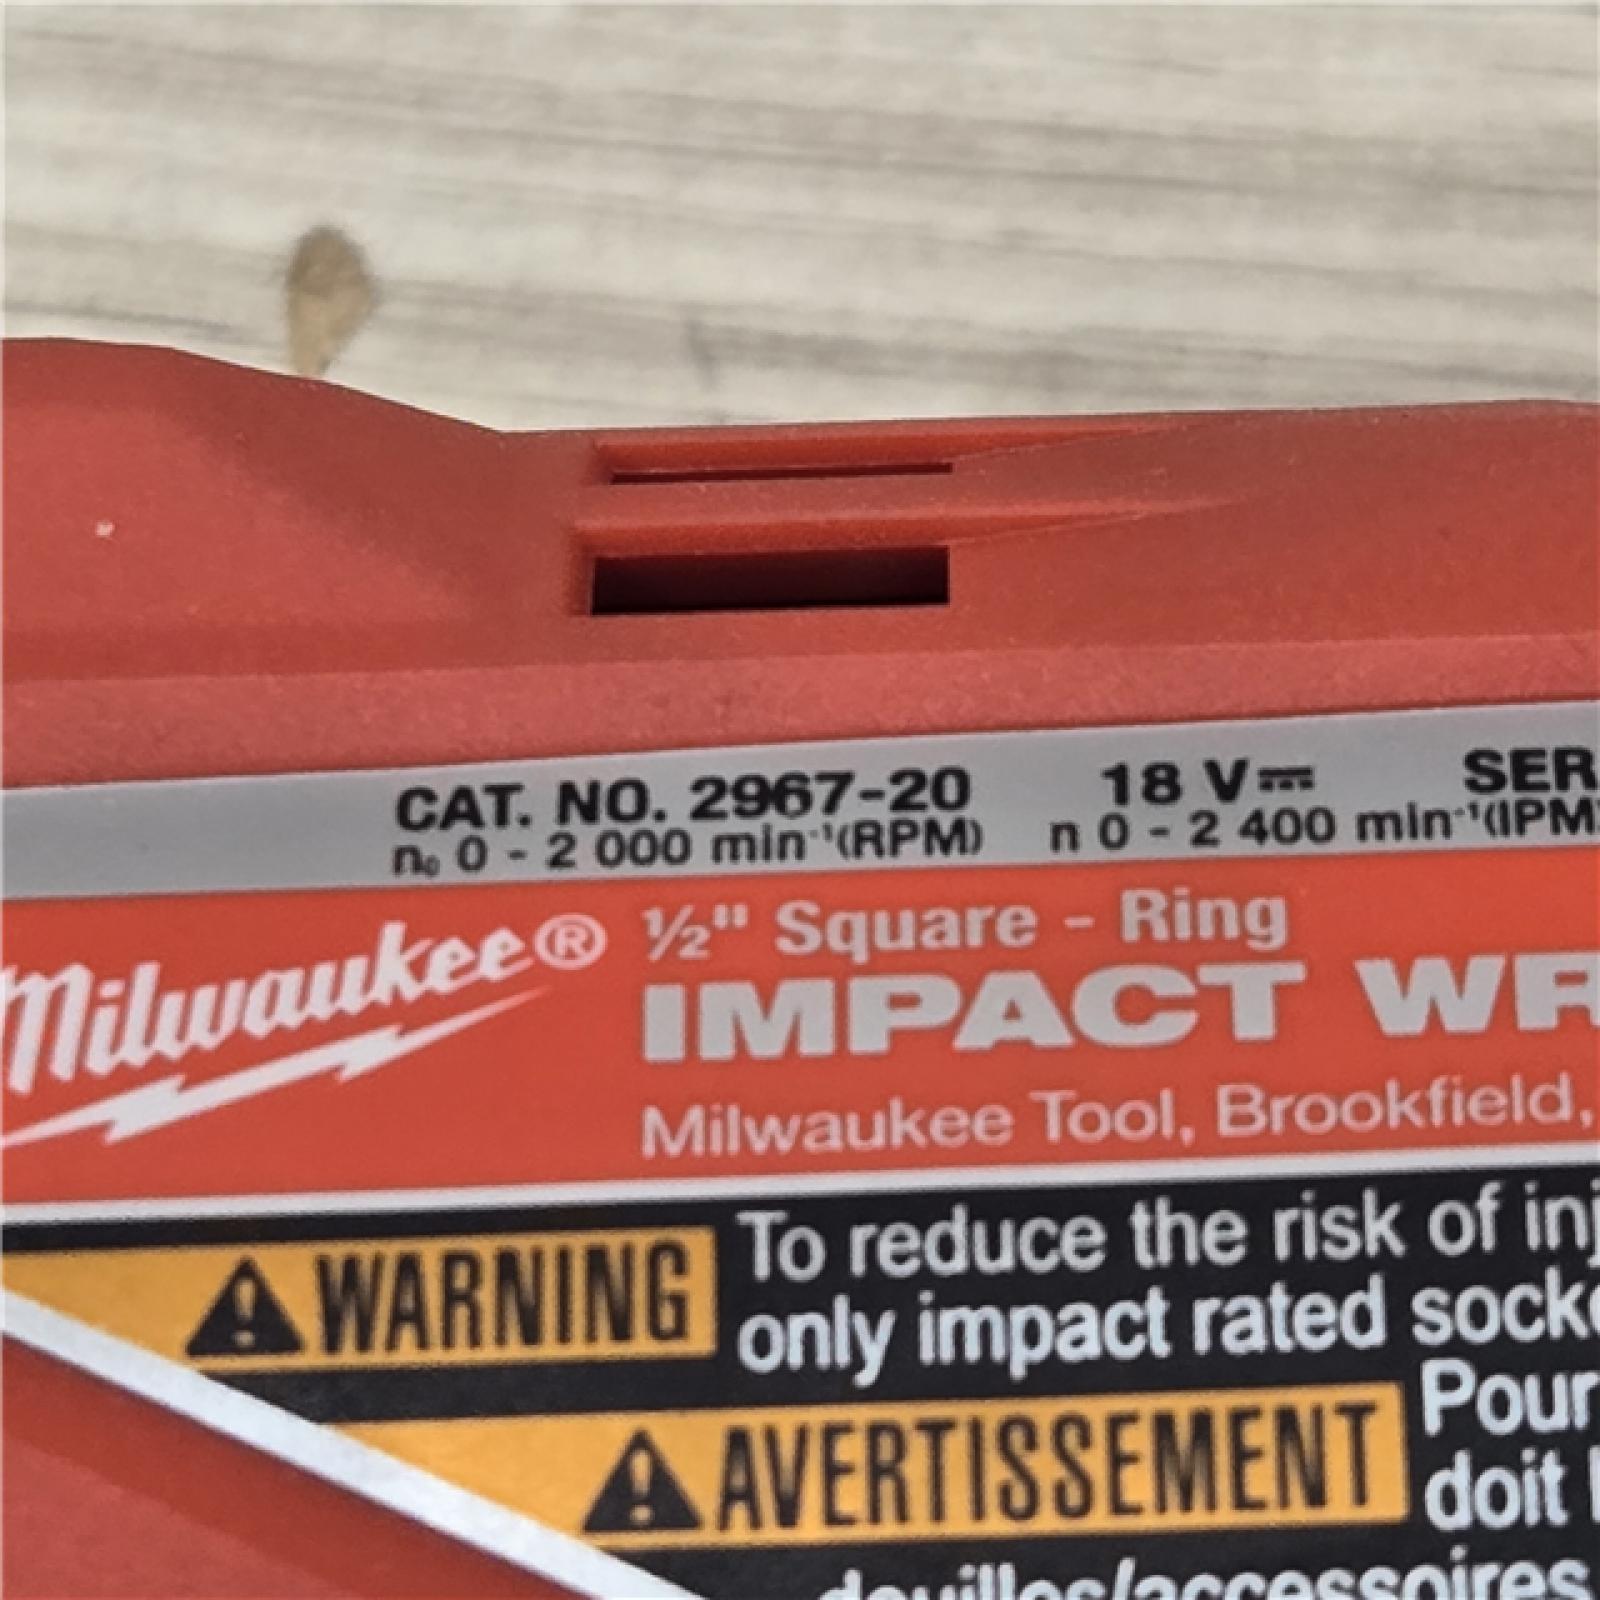 CAT. NO. 2967-20 18 V⎓ SER
n₀ 0 - 2 000 min⁻¹(RPM) n 0 - 2 400 min⁻¹(IPM)
Milwaukee® ½" Square - Ring
IMPACT WR
Milwaukee Tool, Brookfield,
WARNING To reduce the risk of inj
only impact rated socke
AVERTISSEMENT Pour
doit l
douilles/accessoires